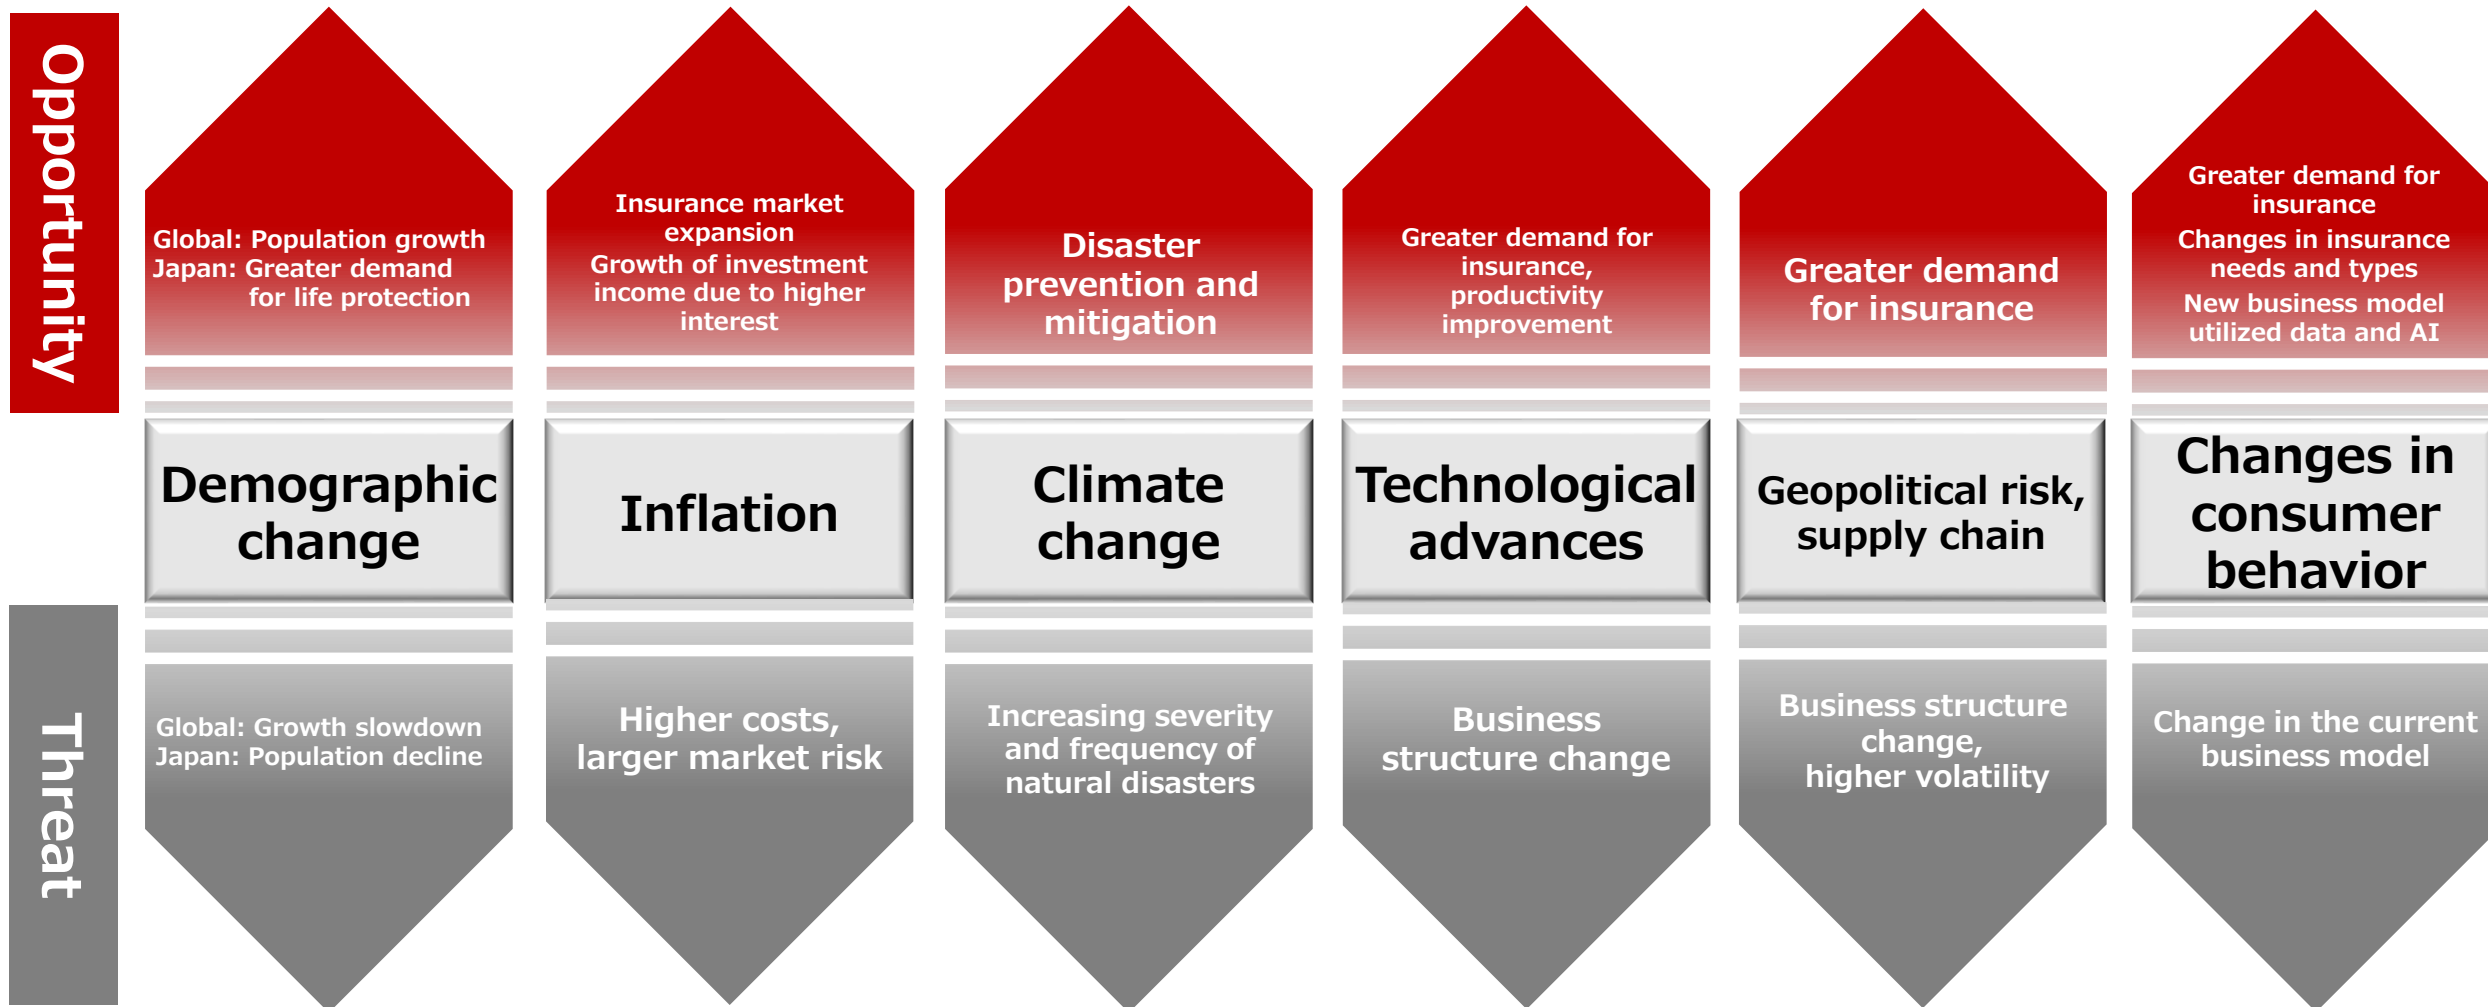 Opportunity
Global: Population growth
Japan: Greater demand
for life protection
Insurance market
expansion
Growth of investment
income due to higher
interest
Disaster
prevention and
mitigation
Greater demand for
insurance,
productivity
improvement
Greater demand
for insurance
Greater demand for
insurance
Changes in insurance
needs and types
New business model
utilized data and AI
Demographic
change
Inflation
Climate
change
Technological
advances
Geopolitical risk,
supply chain
Changes in
consumer
behavior
Threat
Global: Growth slowdown
Japan: Population decline
Higher costs,
larger market risk
Increasing severity
and frequency of
natural disasters
Business
structure change
Business structure
change,
higher volatility
Change in the current
business model